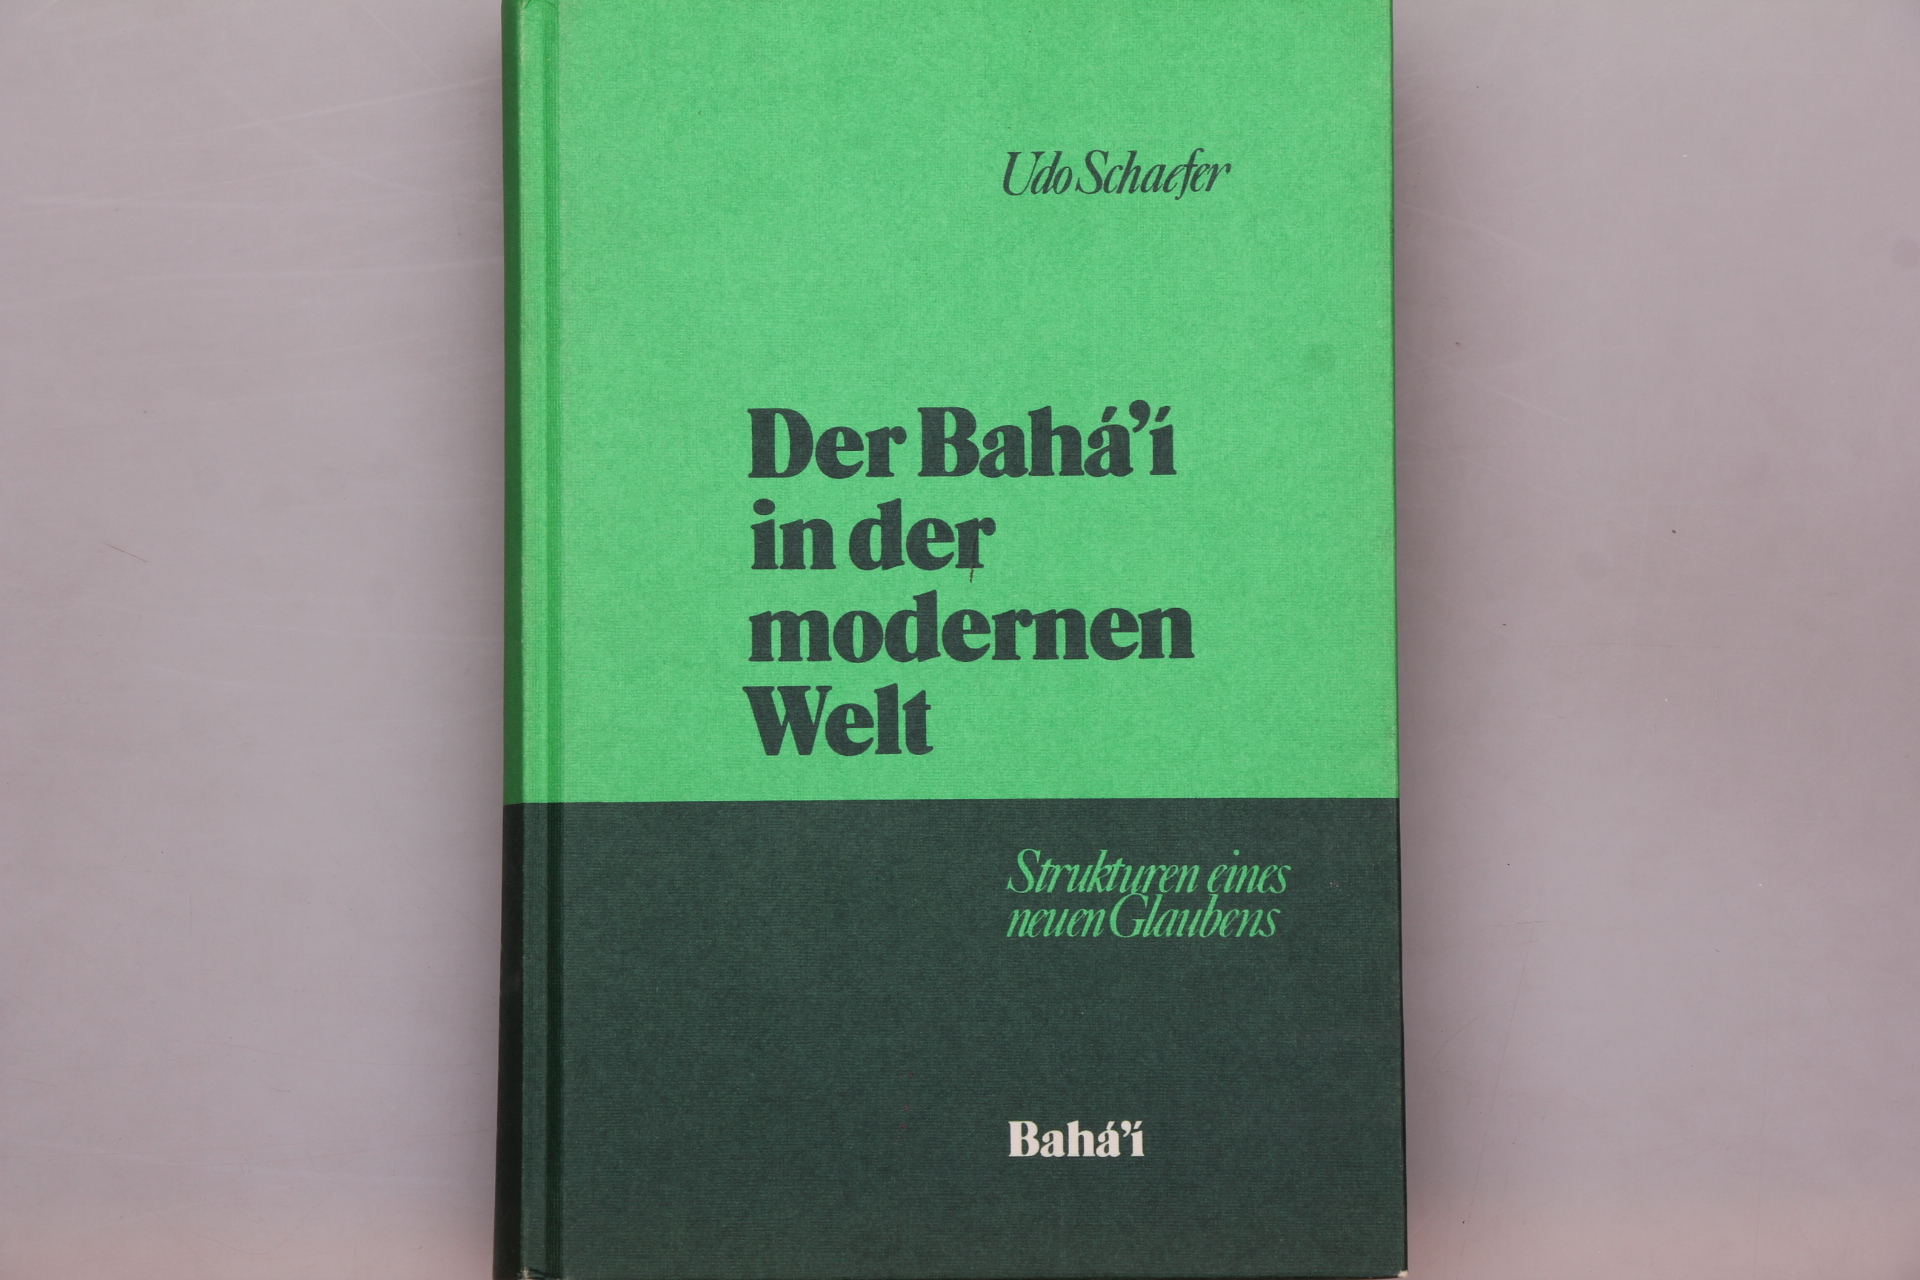 Udo Schaefer
Der Bahá’í
in der
modernen
Welt
Strukturen eines
neuen Glaubens
Bahá’í